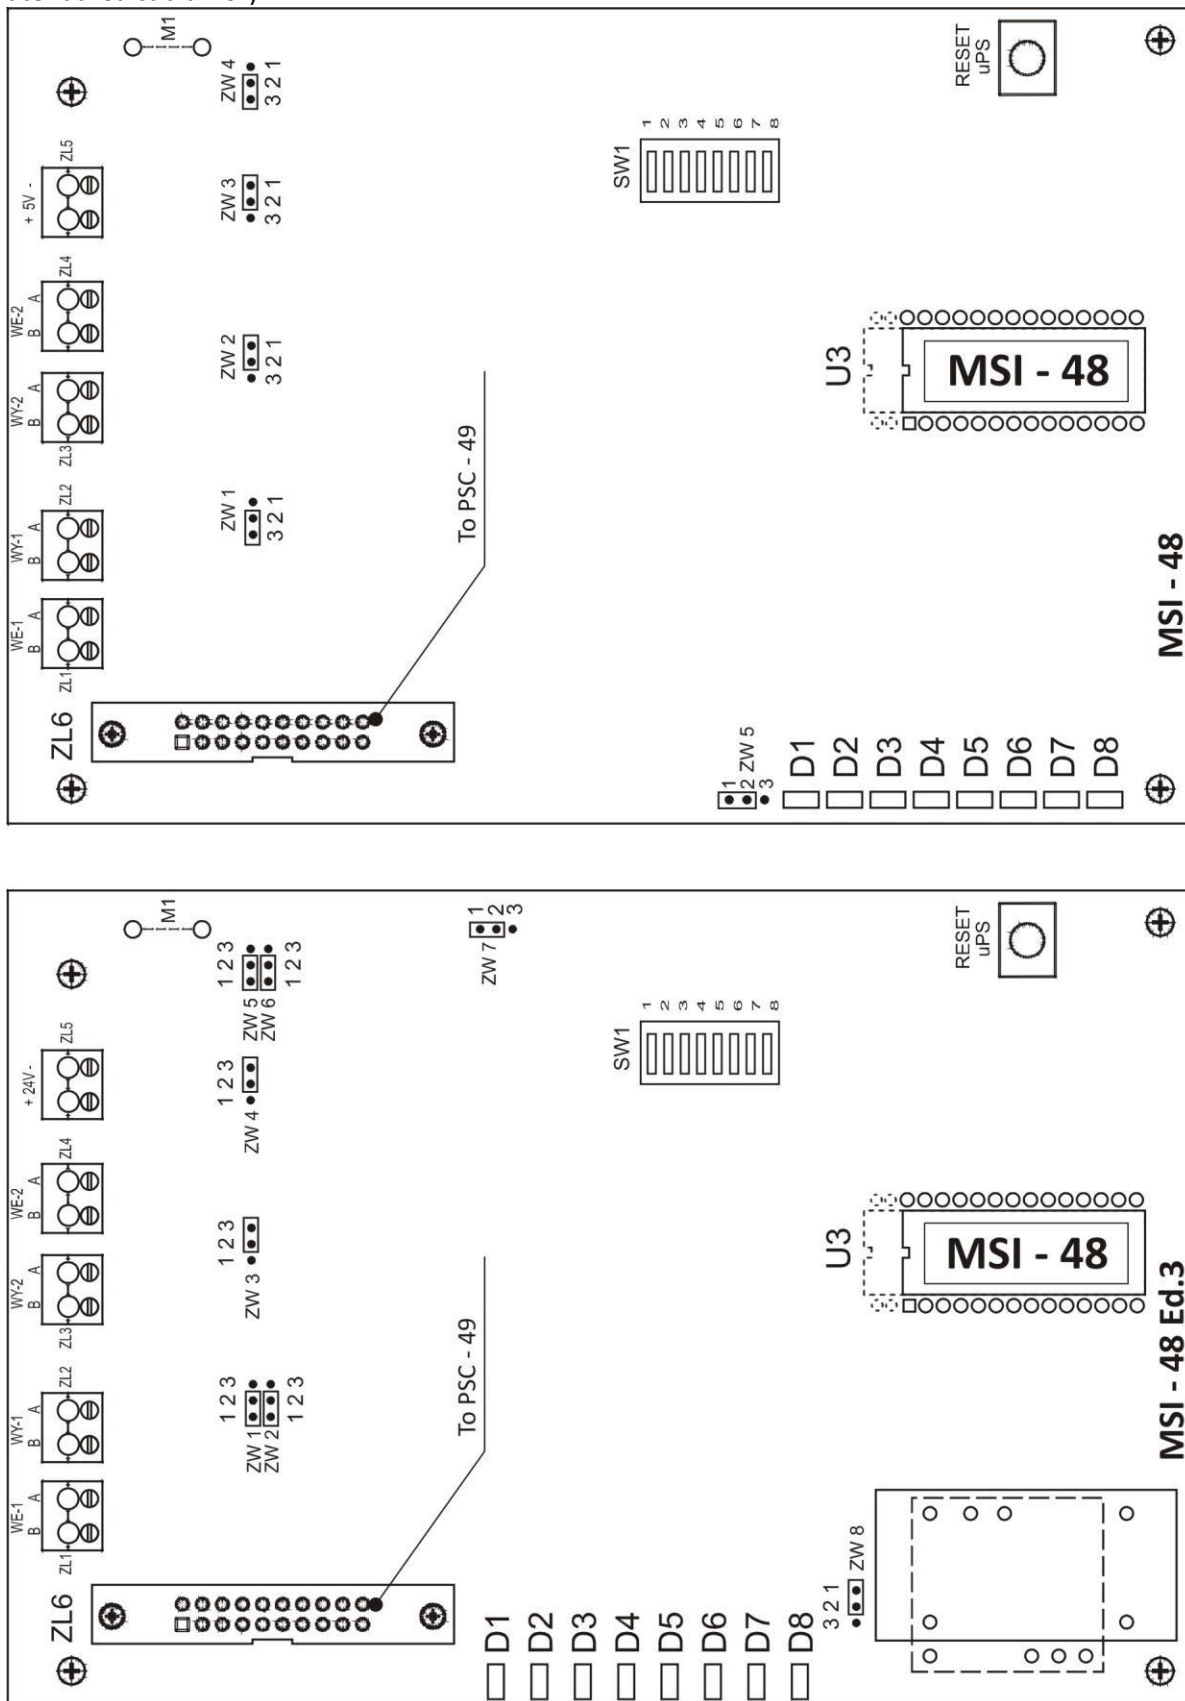 M1
ZW 4
3 2 1
RESET
uPS
+ 5V -
ZL5
ZW 3
3 2 1
SW1
1
2
3
4
5
6
7
8
WE-2
B A
ZL4
ZW 2
3 2 1
U3
MSI - 48
WY-2
B A
ZL3
WY-1
B A
ZL2
ZW 1
3 2 1
To PSC - 49
WE-1
B A
ZL1
ZL6
ZW 5
1
2
3
D1
D2
D3
D4
D5
D6
D7
D8
MSI - 48
M1
1 2 3
ZW 5
ZW 6
1 2 3
ZW 7
1
2
3
RESET
uPS
+ 24V -
ZL5
1 2 3
ZW 4
SW1
1
2
3
4
5
6
7
8
WE-2
B A
ZL4
1 2 3
ZW 3
U3
MSI - 48
WY-2
B A
ZL3
WY-1
B A
ZL2
1 2 3
ZW 1
ZW 2
1 2 3
To PSC - 49
WE-1
B A
ZL1
ZL6
D1
D2
D3
D4
D5
D6
D7
D8
3 2 1
ZW 8
MSI - 48 Ed.3